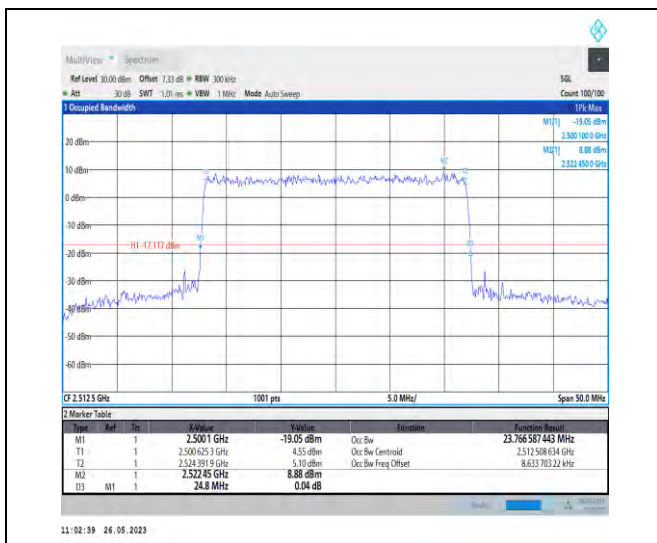 MultiView Spectrum
Ref Level 30.00 dBm Offset 7.33 dB RBW 300 kHz SGL
Att 30 dB SWT 1.01 ms VBW 1 MHz Mode Auto Sweep Count 100/100
1 Occupied Bandwidth 1Pk Max
M1[1] -19.05 dBm
2.500 100 0 GHz
20 dBm
M2[1] 8.88 dBm
2.522 450 0 GHz
M2
10 dBm
0 dBm
-10 dBm
M1
H1 -17.117 dBm
-20 dBm
-30 dBm
-40 dBm
-50 dBm
-60 dBm
CF 2.512 5 GHz 1001 pts 5.0 MHz/ Span 50.0 MHz
2 Marker Table
Type Ref Trc X-Value Y-Value Function Function Result
M1 1 2.5001 GHz -19.05 dBm Occ Bw 23.766 587 443 MHz
T1 1 2.500 625 3 GHz 4.55 dBm Occ Bw Centroid 2.512 508 634 GHz
T2 1 2.524 391 9 GHz 5.10 dBm Occ Bw Freq Offset 8.633 703 22 kHz
M2 1 2.522 45 GHz 8.88 dBm
D3 M1 1 24.8 MHz 0.04 dB
11:02:39 26.05.2023